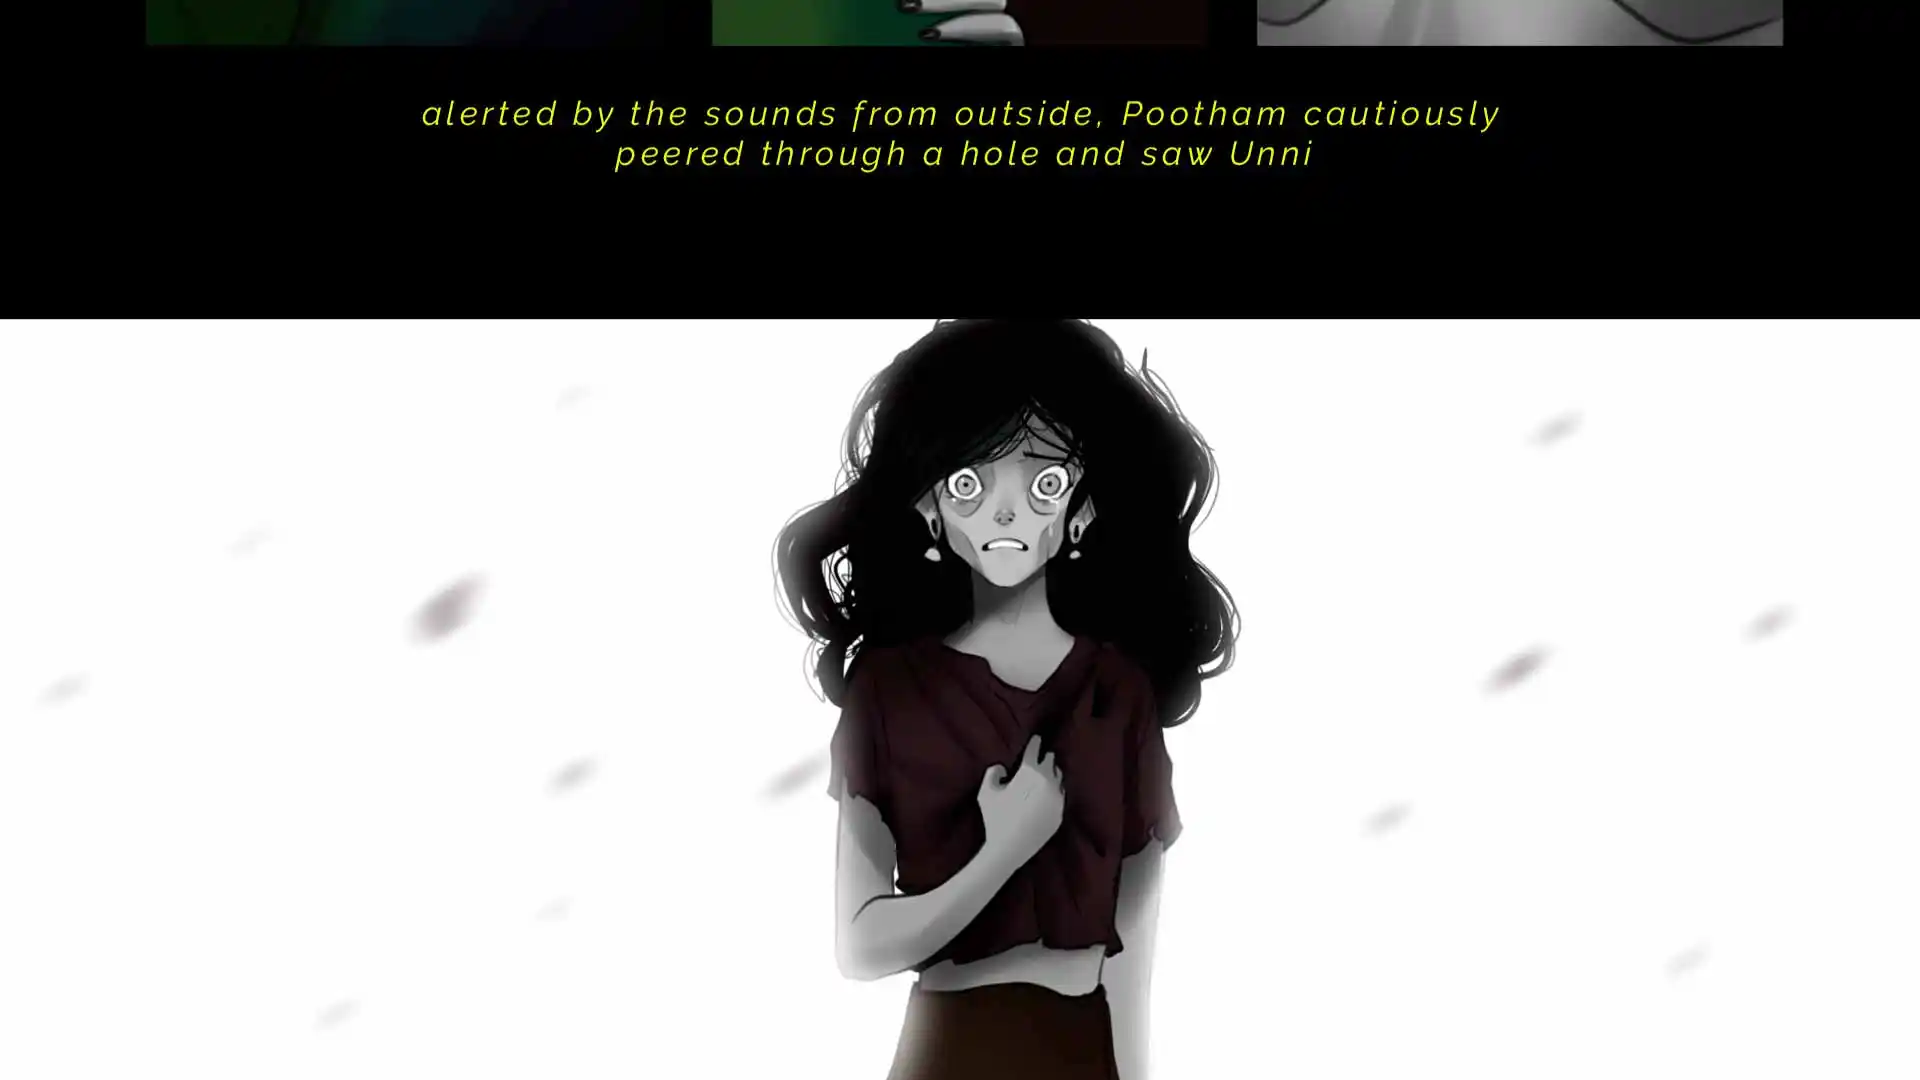 alerted by the sounds from outside, Pootham cautiously
peered through a hole and saw Unni